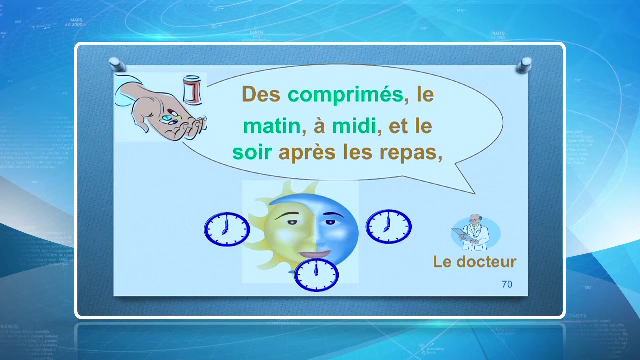 Des comprimés, le
matin, à midi, et le
soir après les repas,
Le docteur
70